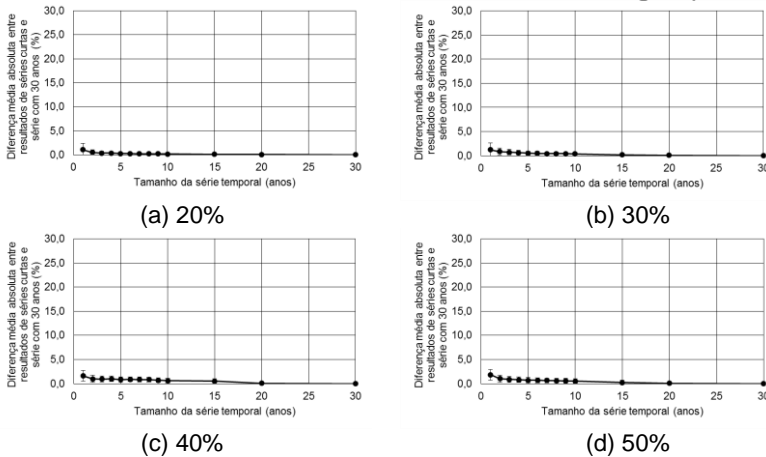 Diferença média absoluta entre
resultados de séries curtas e
série com 30 anos (%)
30,0
25,0
20,0
15,0
10,0
5,0
0,0
0 5 10 15 20 25 30
Tamanho da série temporal (anos)
(a) 20%
Diferença média absoluta entre
resultados de séries curtas e
série com 30 anos (%)
30,0
25,0
20,0
15,0
10,0
5,0
0,0
0 5 10 15 20 25 30
Tamanho da série temporal (anos)
(b) 30%
Diferença média absoluta entre
resultados de séries curtas e
série com 30 anos (%)
30,0
25,0
20,0
15,0
10,0
5,0
0,0
0 5 10 15 20 25 30
Tamanho da série temporal (anos)
(c) 40%
Diferença média absoluta entre
resultados de séries curtas e
série com 30 anos (%)
30,0
25,0
20,0
15,0
10,0
5,0
0,0
0 5 10 15 20 25 30
Tamanho da série temporal (anos)
(d) 50%